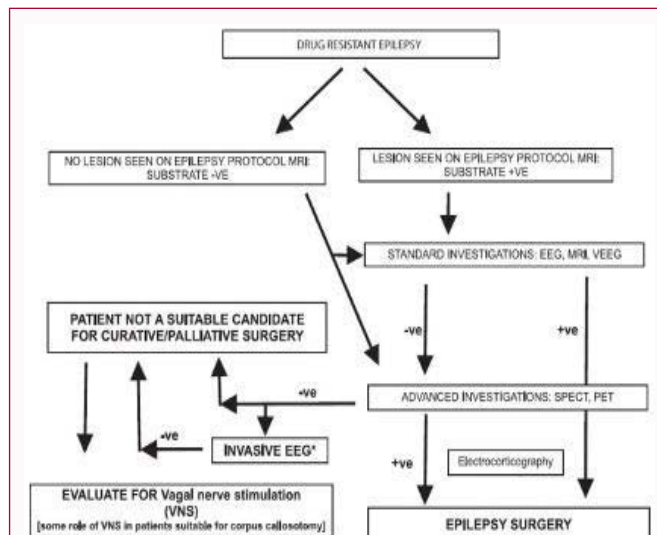 DRUG RESISTANT EPILEPSY
NO LESION SEEN ON EPILEPSY PROTOCOL MRI:
SUBSTRATE -VE
LESION SEEN ON EPILEPSY PROTOCOL MRI:
SUBSTRATE +VE
STANDARD INVESTIGATIONS: EEG, MRI, VEEG
PATIENT NOT A SUITABLE CANDIDATE
FOR CURATIVE/PALLIATIVE SURGERY
-ve
+ve
-ve
ADVANCED INVESTIGATIONS: SPECT, PET
-ve
INVASIVE EEG*
+ve
Electrocorticography
EVALUATE FOR Vagal nerve stimulation
(VNS)
[some role of VNS in patients suitable for corpus callosotomy]
EPILEPSY SURGERY